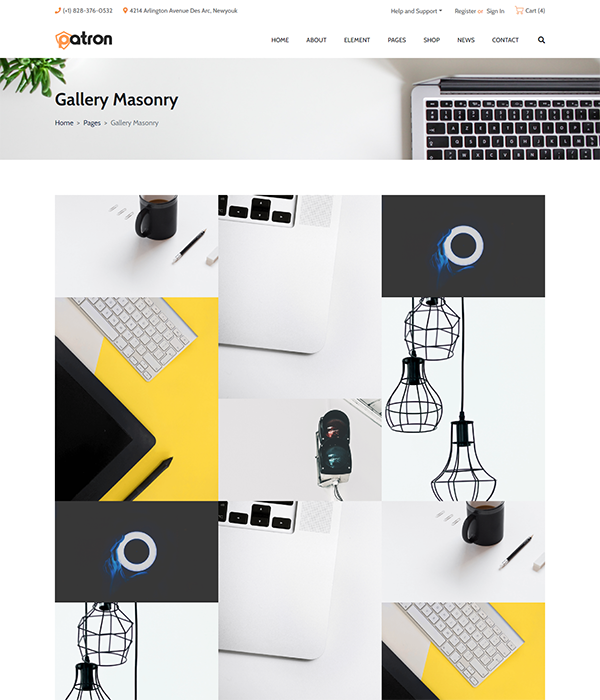 (+1) 828-376-0532 4214 Arlington Avenue Des Arc, Newyouk Help and Support Register or Sign In Cart (4)
patron HOME ABOUT ELEMENT PAGES SHOP NEWS CONTACT
Gallery Masonry
Home > Pages > Gallery Masonry